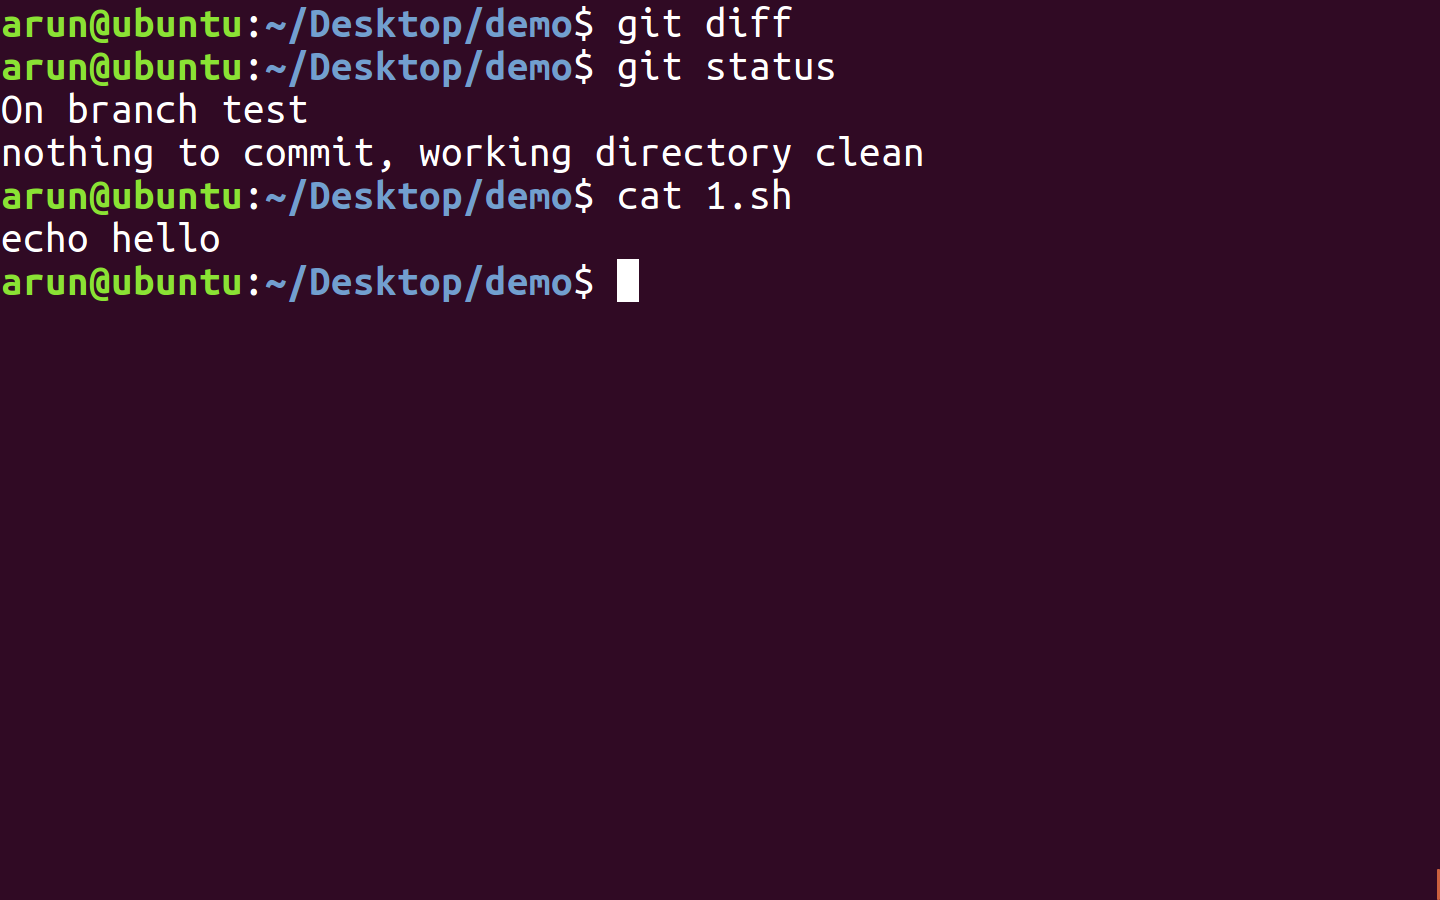 arun@ubuntu:~/Desktop/demo$ git diff
arun@ubuntu:~/Desktop/demo$ git status
On branch test
nothing to commit, working directory clean
arun@ubuntu:~/Desktop/demo$ cat 1.sh
echo hello
arun@ubuntu:~/Desktop/demo$